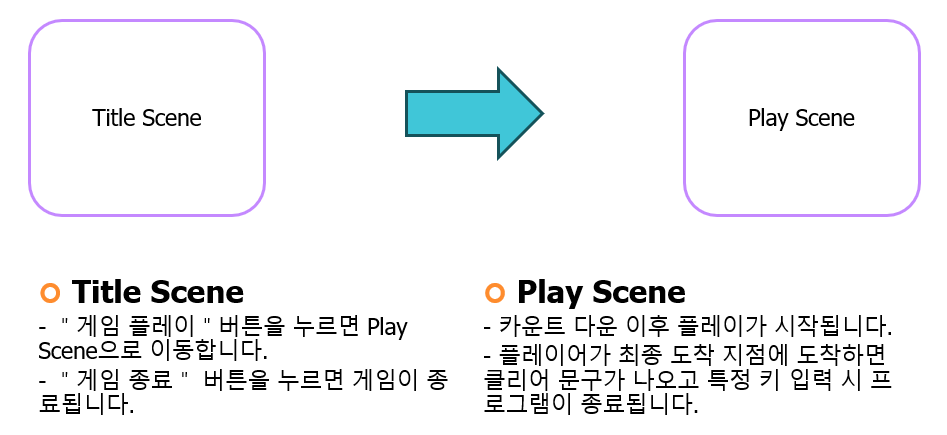 Title Scene
Play Scene
Title Scene
- " 게임 플레이 " 버튼을 누르면 Play
Scene으로 이동합니다.
- " 게임 종료 " 버튼을 누르면 게임이 종
료됩니다.
Play Scene
- 카운트 다운 이후 플레이가 시작됩니다.
- 플레이어가 최종 도착 지점에 도착하면
클리어 문구가 나오고 특정 키 입력 시 프
로그램이 종료됩니다.